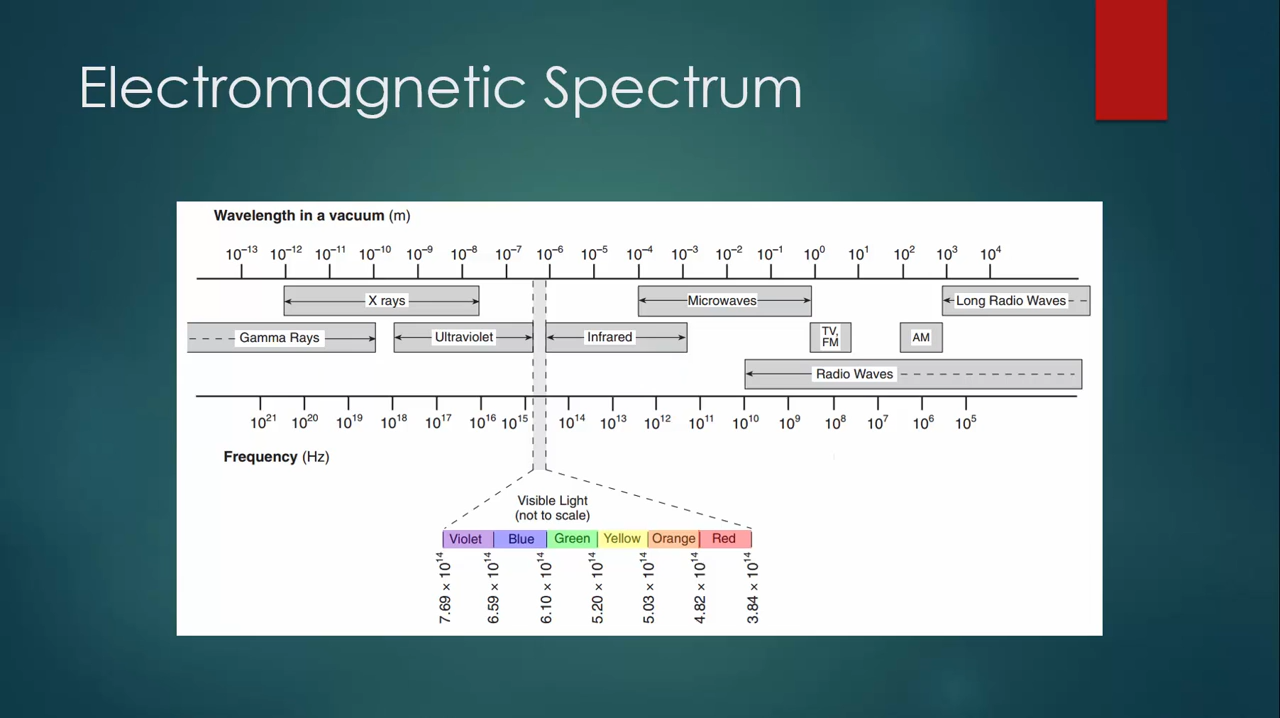 Electromagnetic Spectrum
Wavelength in a vacuum (m)
10⁻¹³ 10⁻¹² 10⁻¹¹ 10⁻¹⁰ 10⁻⁹ 10⁻⁸ 10⁻⁷ 10⁻⁶ 10⁻⁵ 10⁻⁴ 10⁻³ 10⁻² 10⁻¹ 10⁰ 10¹ 10² 10³ 10⁴
X rays Microwaves Long Radio Waves
Gamma Rays Ultraviolet Infrared TV, FM AM
Radio Waves
10²¹ 10²⁰ 10¹⁹ 10¹⁸ 10¹⁷ 10¹⁶ 10¹⁵ 10¹⁴ 10¹³ 10¹² 10¹¹ 10¹⁰ 10⁹ 10⁸ 10⁷ 10⁶ 10⁵
Frequency (Hz)
Visible Light
(not to scale)
Violet Blue Green Yellow Orange Red
7.69 × 10¹⁴
6.59 × 10¹⁴
6.10 × 10¹⁴
5.20 × 10¹⁴
5.03 × 10¹⁴
4.82 × 10¹⁴
3.84 × 10¹⁴